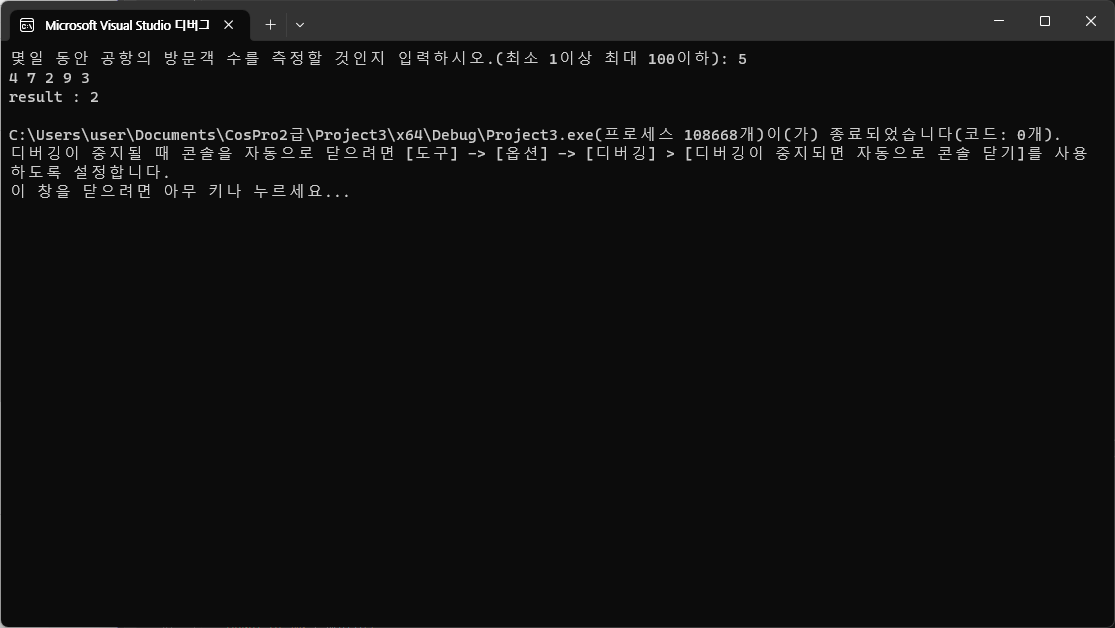 Microsoft Visual Studio 디버그
몇일 동안 공항의 방문객 수를 측정할 것인지 입력하시오.(최소 1이상 최대 100이하): 5
4 7 2 9 3
result : 2
C:\Users\user\Documents\CosPro2급\Project3\x64\Debug\Project3.exe(프로세스 108668개)이(가) 종료되었습니다(코드: 0개).
디버깅이 중지될 때 콘솔을 자동으로 닫으려면 [도구] -> [옵션] -> [디버깅] > [디버깅이 중지되면 자동으로 콘솔 닫기]를 사용
하도록 설정합니다.
이 창을 닫으려면 아무 키나 누르세요...